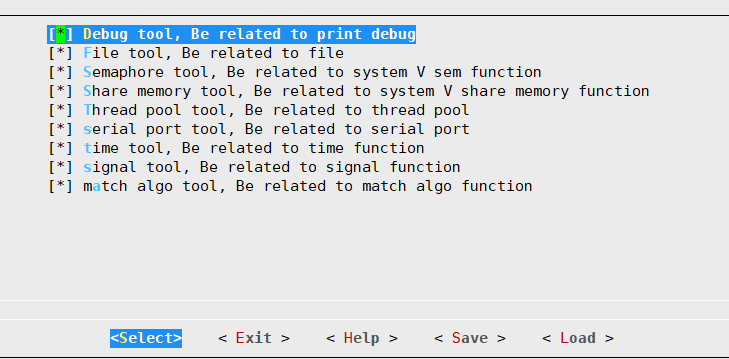 [*] Debug tool, Be related to print debug
[*] File tool, Be related to file
[*] Semaphore tool, Be related to system V sem function
[*] Share memory tool, Be related to system V share memory function
[*] Thread pool tool, Be related to thread pool
[*] serial port tool, Be related to serial port
[*] time tool, Be related to time function
[*] signal tool, Be related to signal function
[*] match algo tool, Be related to match algo function
<Select> < Exit > < Help > < Save > < Load >